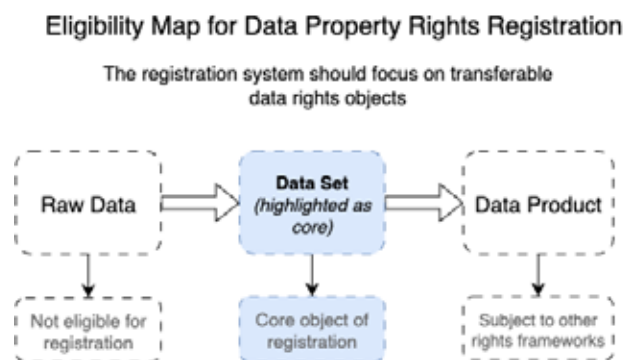 Eligibility Map for Data Property Rights Registration
The registration system should focus on transferable
data rights objects
Raw Data
Data Set
(highlighted as
core)
Data Product
Not eligible for
registration
Core object of
registration
Subject to other
rights frameworks